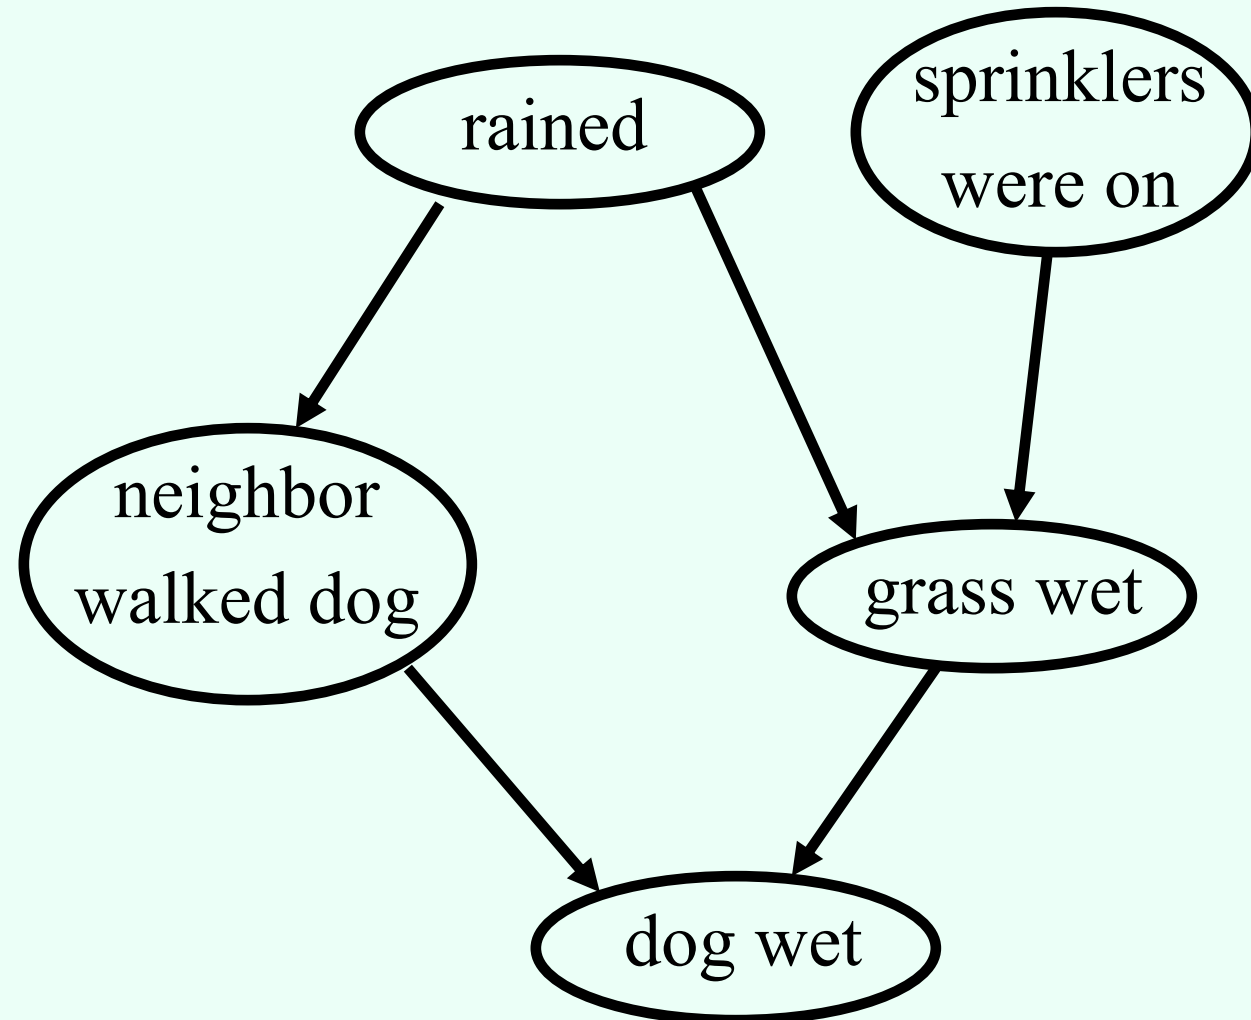 rained
sprinklers
were on
neighbor
walked dog
grass wet
dog wet